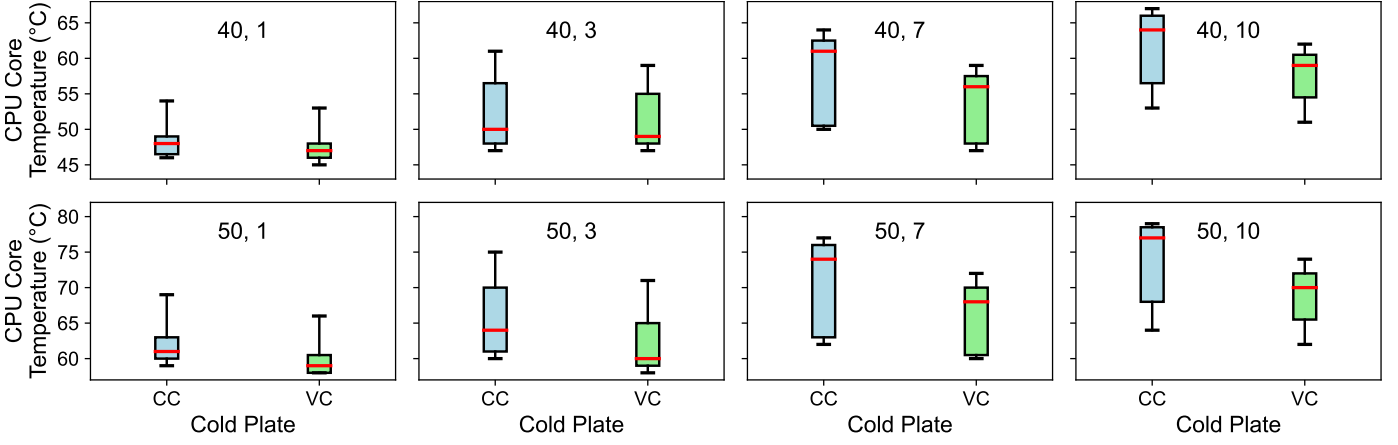 CPU Core
Temperature (°C)
65
60
55
50
45
40, 1
40, 3
40, 7
40, 10
CPU Core
Temperature (°C)
80
75
70
65
60
50, 1
50, 3
50, 7
50, 10
CC
VC
CC
VC
CC
VC
CC
VC
Cold Plate
Cold Plate
Cold Plate
Cold Plate